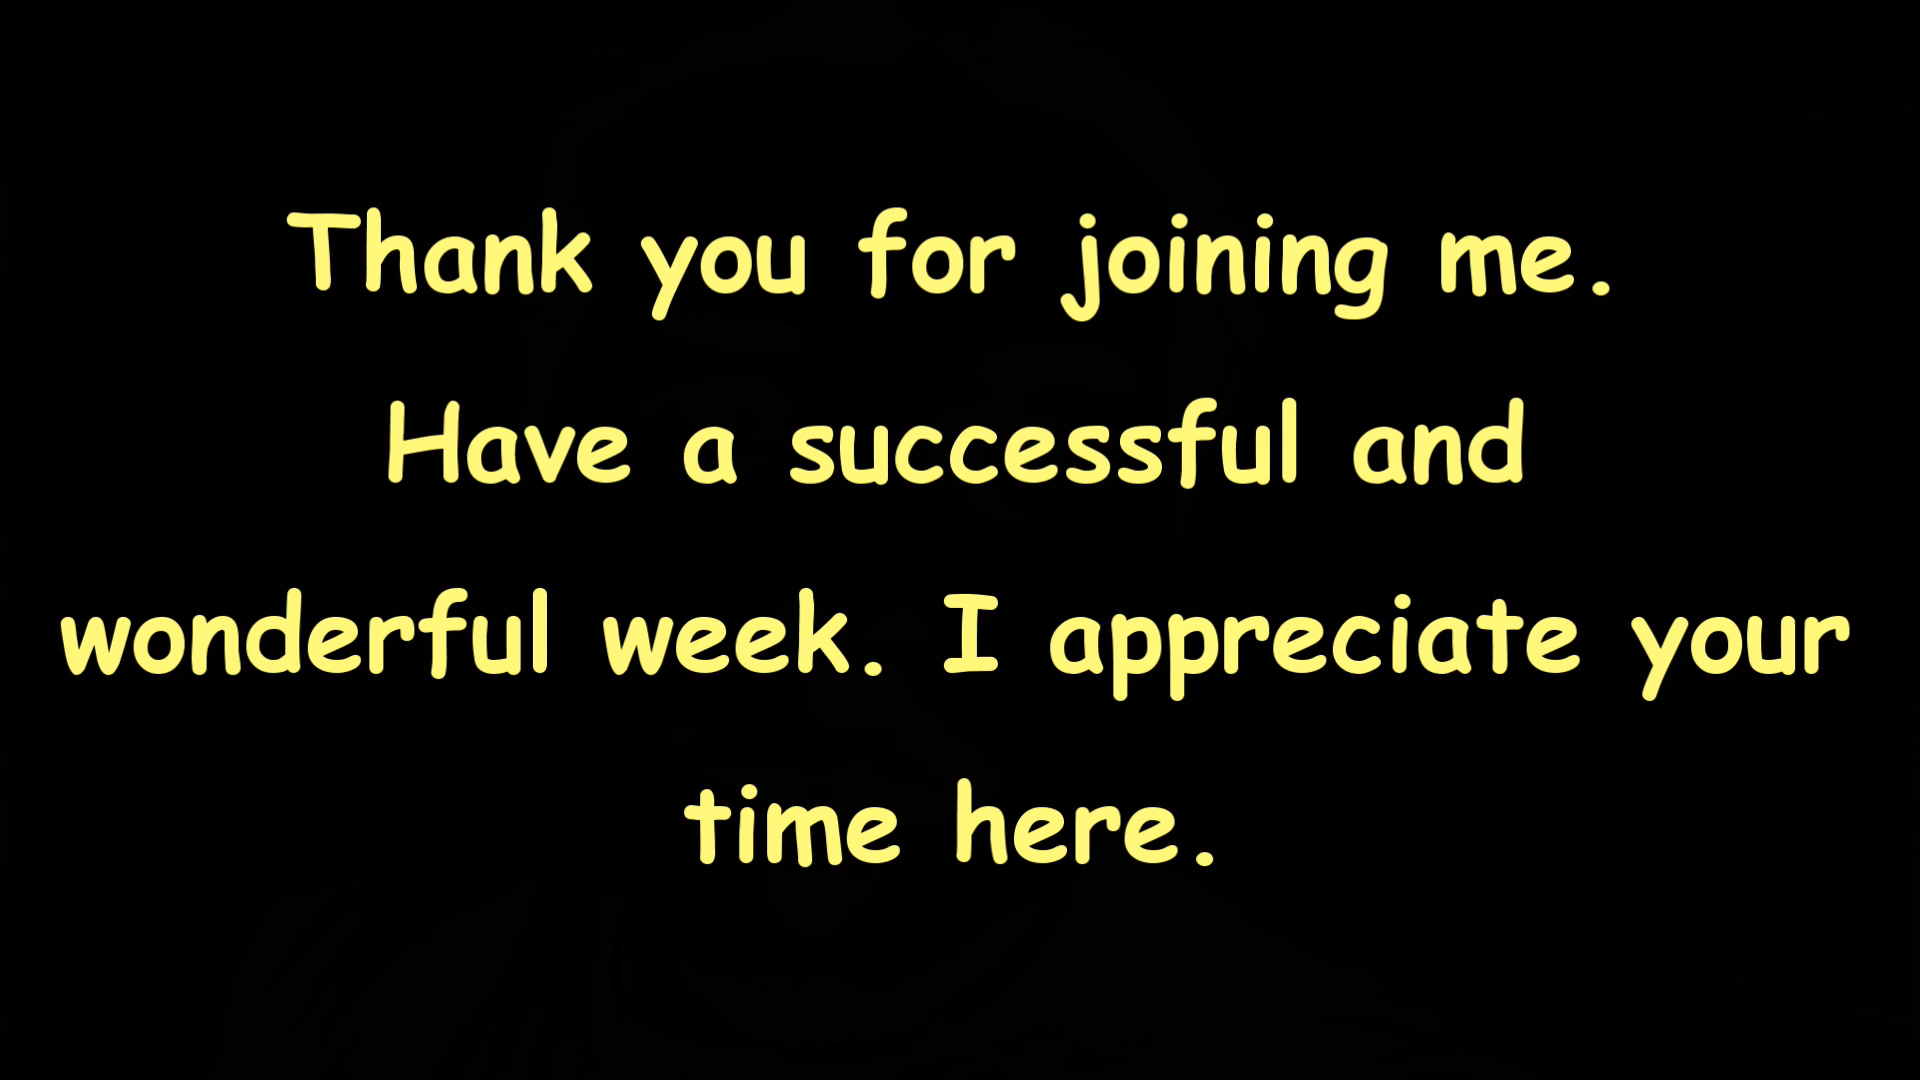 Thank you for joining me.
Have a successful and
wonderful week. I appreciate your
time here.